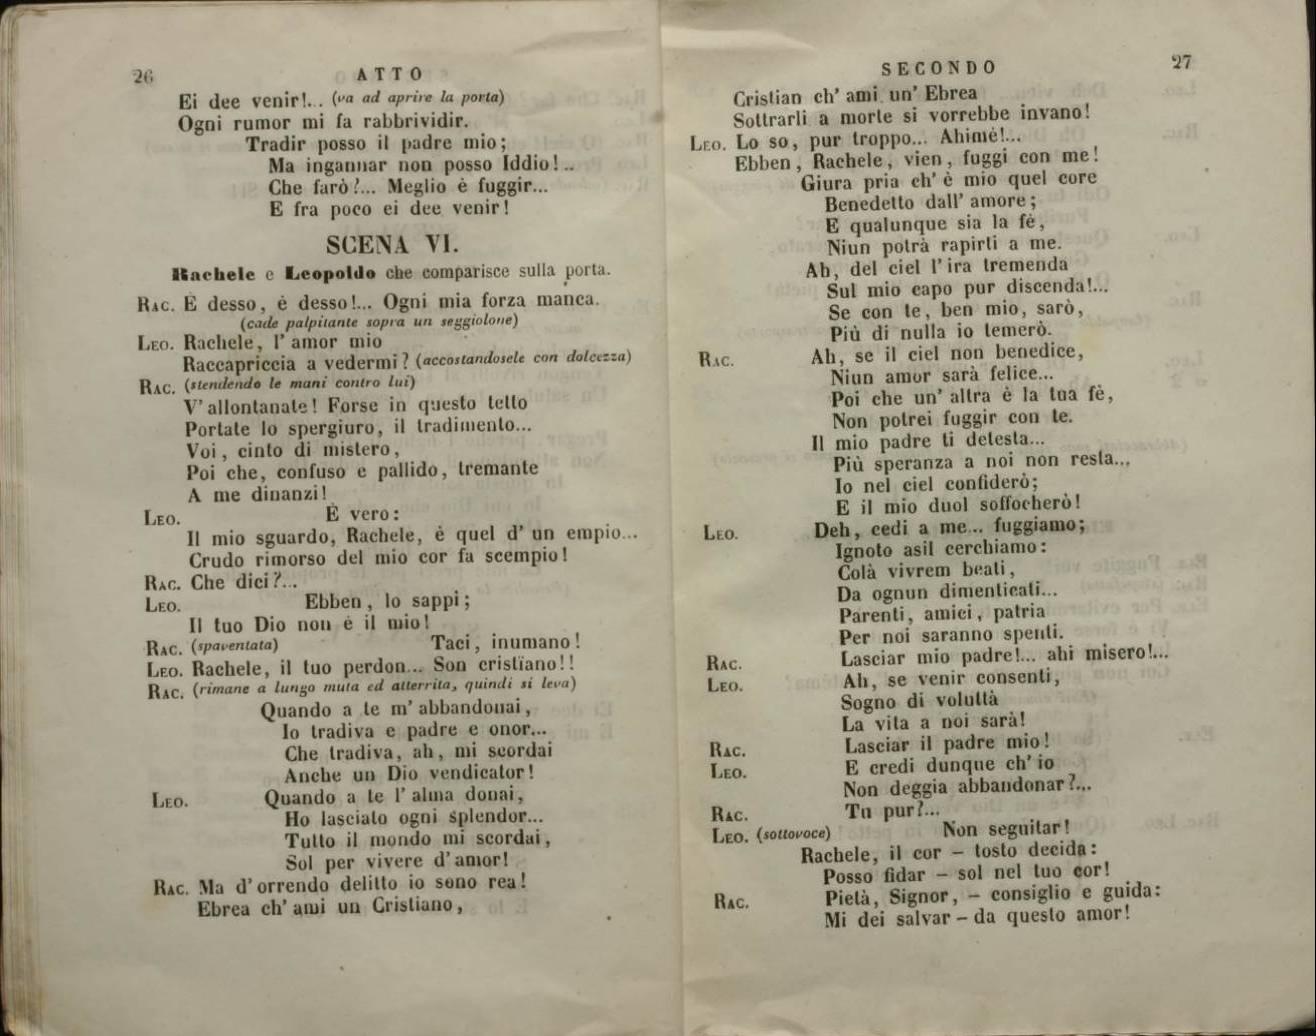 26
ATTO
Ei dee venir!... (va ad aprire la porta)
Ogni rumor mi fa rabbrividir.
Tradir posso il padre mio;
Ma ingannar non posso Iddio!..
Che farò?... Meglio è fuggir...
E fra poco ei dee venir!
SCENA VI.
Rachele e Leopoldo che comparisce sulla porta.
RAC. È desso, è desso!... Ogni mia forza manca.
(cade palpitante sopra un seggiolone)
LEO. Rachele, l'amor mio
Raccapriccia a vedermi? (accostandosele con dolcezza)
RAC. (stendendo le mani contro lui)
V'allontanate! Forse in questo tetto
Portate lo spergiuro, il tradimento...
Voi, cinto di mistero,
Poi che, confuso e pallido, tremante
A me dinanzi!
LEO. È vero:
Il mio sguardo, Rachele, è quel d'un empio...
Crudo rimorso del mio cor fa scempio!
RAC. Che dici?...
LEO. Ebben, lo sappi;
Il tuo Dio non è il mio!
RAC. (spaventata) Taci, inumano!
LEO. Rachele, il tuo perdon... Son cristiano!!
RAC. (rimane a lungo muta ed atterrita, quindi si leva)
Quando a te m'abbandonai,
Io tradiva e padre e onor...
Che tradiva, ah, mi scordai
Anche un Dio vendicator!
LEO. Quando a te l'alma donai,
Ho lasciato ogni splendor...
Tutto il mondo mi scordai,
Sol per vivere d'amor!
RAC. Ma d'orrendo delitto io sono rea!
Ebrea ch'ami un Cristiano,
SECONDO
27
Cristian ch'ami un'Ebrea
Sottrarli a morte si vorrebbe invano!
LEO. Lo so, pur troppo... Ahimé!...
Ebben, Rachele, vien, fuggi con me!
Giura pria ch'è mio quel core
Benedetto dall'amore;
E qualunque sia la fè,
Niun potrà rapirti a me.
Ah, del ciel l'ira tremenda
Sul mio capo pur discenda!...
Se con te, ben mio, sarò,
Più di nulla io temerò.
RAC. Ah, se il ciel non benedice,
Niun amor sarà felice...
Poi che un'altra è la tua fè,
Non potrei fuggir con te.
Il mio padre ti detesta...
Più speranza a noi non resta...
Io nel ciel confiderò;
E il mio duol soffocherò!
LEO. Deh, cedi a me... fuggiamo;
Ignoto asil cerchiamo:
Colà vivrem beati,
Da ognun dimenticati...
Parenti, amici, patria
Per noi saranno spenti.
RAC. Lasciar mio padre!... ahi misero!...
LEO. Ah, se venir consenti,
Sogno di voluttà
La vita a noi sarà!
RAC. Lasciar il padre mio!
LEO. E credi dunque ch'io
Non deggia abbandonar?...
RAC. Tu pur?...
LEO. (sottovoce) Non seguitar!
Rachele, il cor – tosto decida:
Posso fidar – sol nel tuo cor!
RAC. Pietà, Signor, – consiglio e guida:
Mi dei salvar – da questo amor!